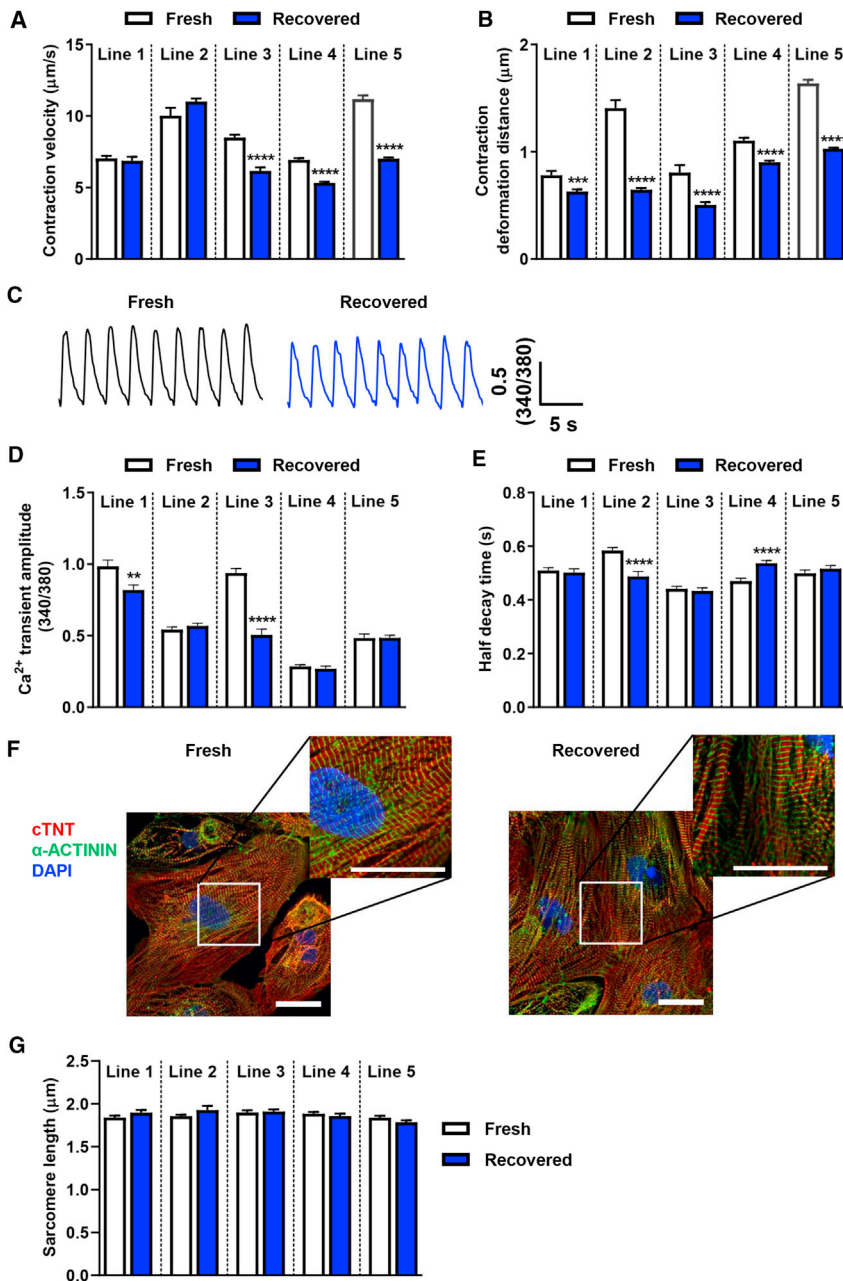 A
Fresh Recovered
Contraction velocity (μm/s)
15
10
5
0
Line 1 Line 2 Line 3 Line 4 Line 5
**** **** ****
B
Fresh Recovered
Contraction
deformation distance (μm)
2
1
0
Line 1 Line 2 Line 3 Line 4 Line 5
*** **** **** **** ****
C
Fresh
Recovered
0.5
(340/380)
5 s
D
Fresh Recovered
Ca²⁺ transient amplitude
(340/380)
1.5
1.0
0.5
0.0
Line 1 Line 2 Line 3 Line 4 Line 5
** ****
E
Fresh Recovered
Half decay time (s)
0.8
0.6
0.4
0.2
0.0
Line 1 Line 2 Line 3 Line 4 Line 5
**** ****
F
Fresh
Recovered
cTNT
α-ACTININ
DAPI
G
Sarcomere length (μm)
2.5
2.0
1.5
1.0
0.5
0.0
Line 1 Line 2 Line 3 Line 4 Line 5
Fresh
Recovered